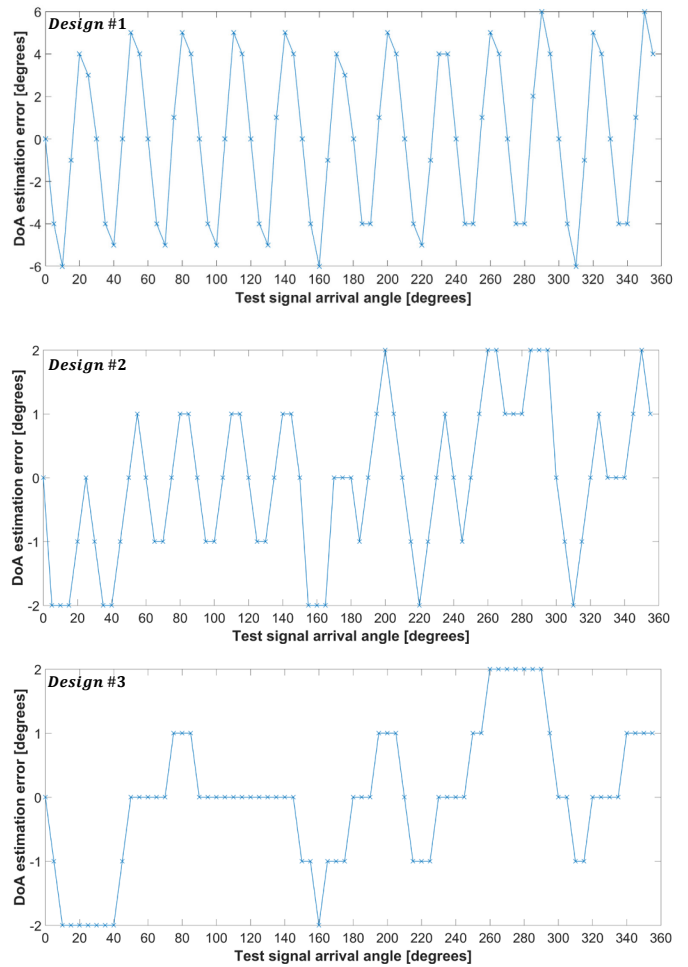 Design #1
DoA estimation error [degrees]
6
4
2
0
-2
-4
-6
0 20 40 60 80 100 120 140 160 180 200 220 240 260 280 300 320 340 360
Test signal arrival angle [degrees]
Design #2
DoA estimation error [degrees]
2
1
0
-1
-2
0 20 40 60 80 100 120 140 160 180 200 220 240 260 280 300 320 340 360
Test signal arrival angle [degrees]
Design #3
DoA estimation error [degrees]
2
1
0
-1
-2
0 20 40 60 80 100 120 140 160 180 200 220 240 260 280 300 320 340 360
Test signal arrival angle [degrees]